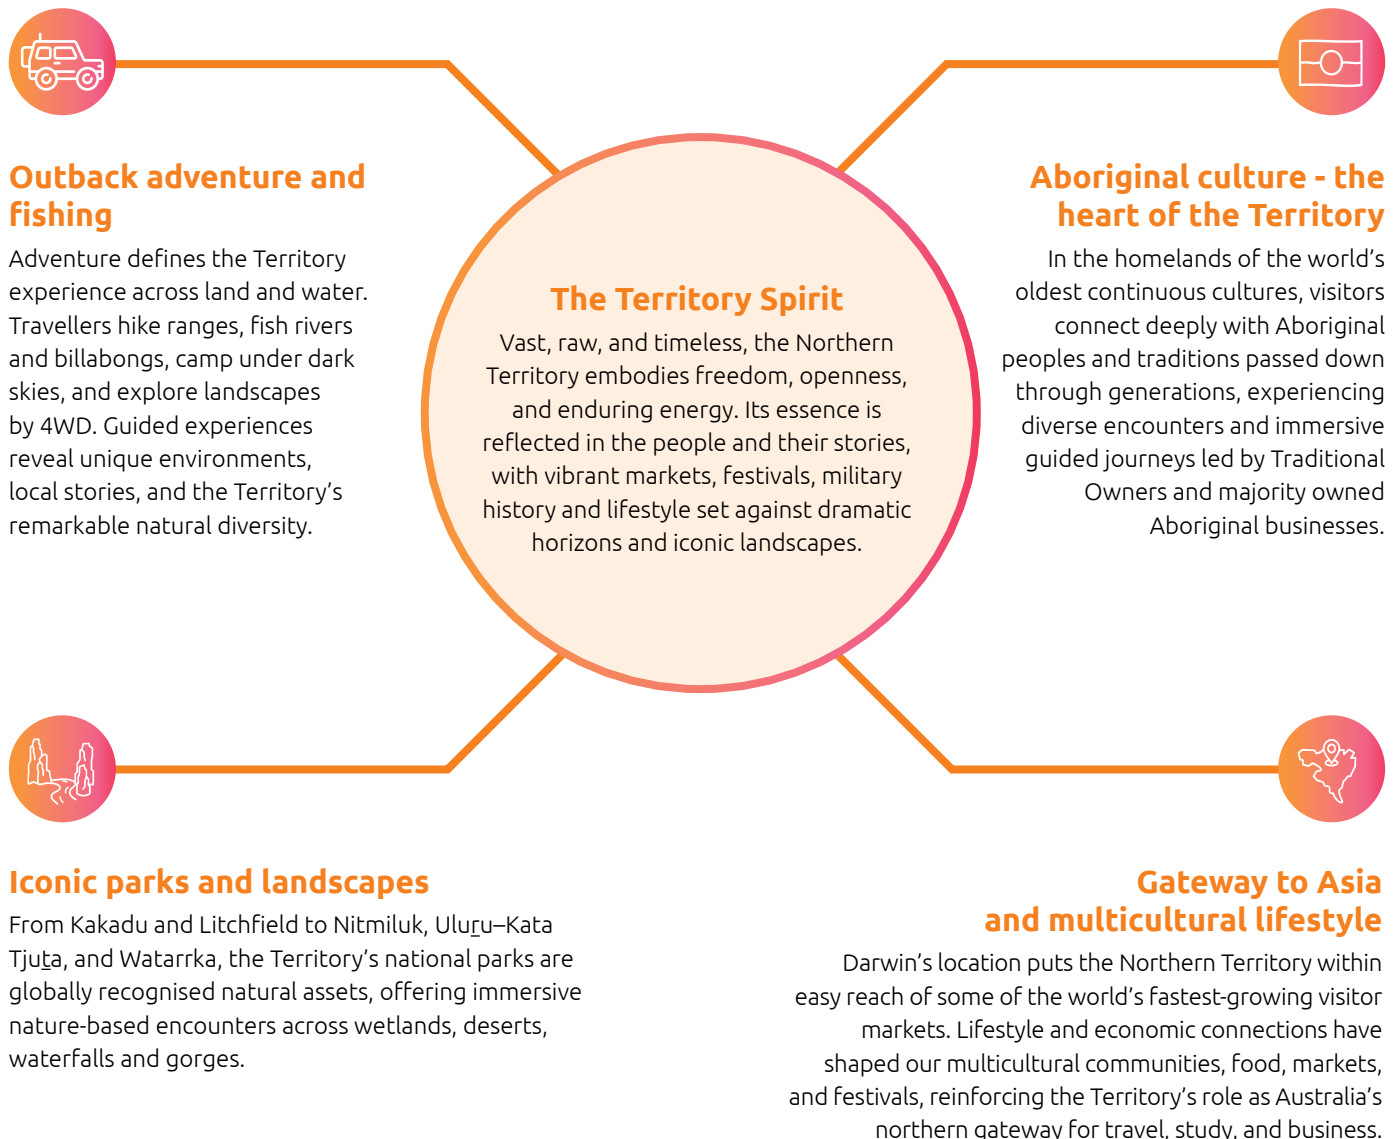 Outback adventure and
fishing
Adventure defines the Territory
experience across land and water.
Travellers hike ranges, fish rivers
and billabongs, camp under dark
skies, and explore landscapes
by 4WD. Guided experiences
reveal unique environments,
local stories, and the Territory’s
remarkable natural diversity.
The Territory Spirit
Vast, raw, and timeless, the Northern
Territory embodies freedom, openness,
and enduring energy. Its essence is
reflected in the people and their stories,
with vibrant markets, festivals, military
history and lifestyle set against dramatic
horizons and iconic landscapes.
Aboriginal culture - the
heart of the Territory
In the homelands of the world’s
oldest continuous cultures, visitors
connect deeply with Aboriginal
peoples and traditions passed down
through generations, experiencing
diverse encounters and immersive
guided journeys led by Traditional
Owners and majority owned
Aboriginal businesses.
Iconic parks and landscapes
From Kakadu and Litchfield to Nitmiluk, Uluṟu–Kata
Tjuṯa, and Watarrka, the Territory’s national parks are
globally recognised natural assets, offering immersive
nature-based encounters across wetlands, deserts,
waterfalls and gorges.
Gateway to Asia
and multicultural lifestyle
Darwin’s location puts the Northern Territory within
easy reach of some of the world’s fastest-growing visitor
markets. Lifestyle and economic connections have
shaped our multicultural communities, food, markets,
and festivals, reinforcing the Territory’s role as Australia’s
northern gateway for travel, study, and business.